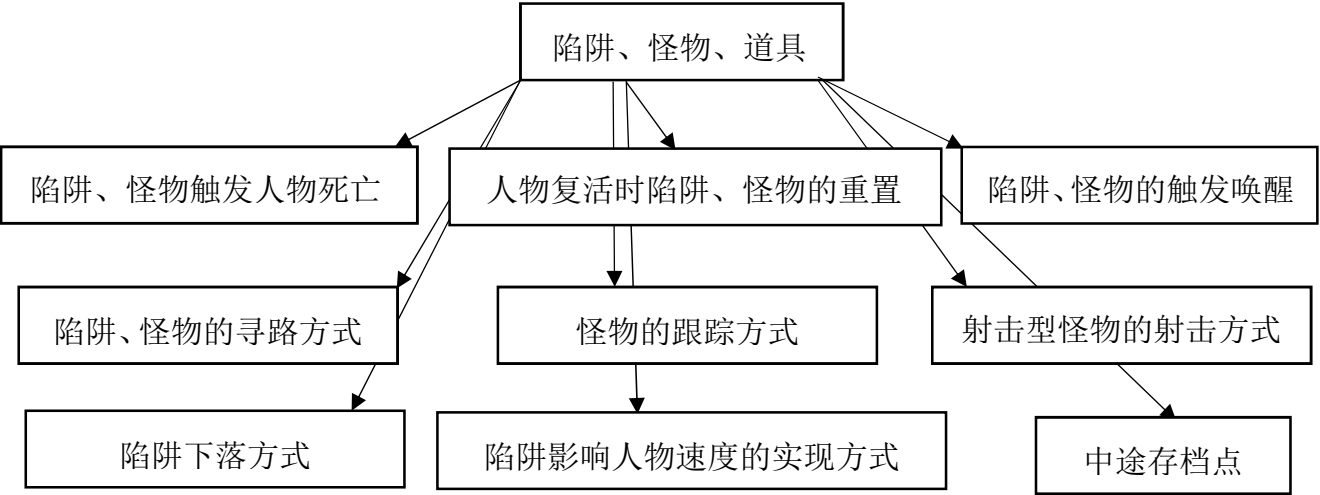 陷阱、怪物、道具
陷阱、怪物触发人物死亡
人物复活时陷阱、怪物的重置
陷阱、怪物的触发唤醒
陷阱、怪物的寻路方式
怪物的跟踪方式
射击型怪物的射击方式
陷阱下落方式
陷阱影响人物速度的实现方式
中途存档点